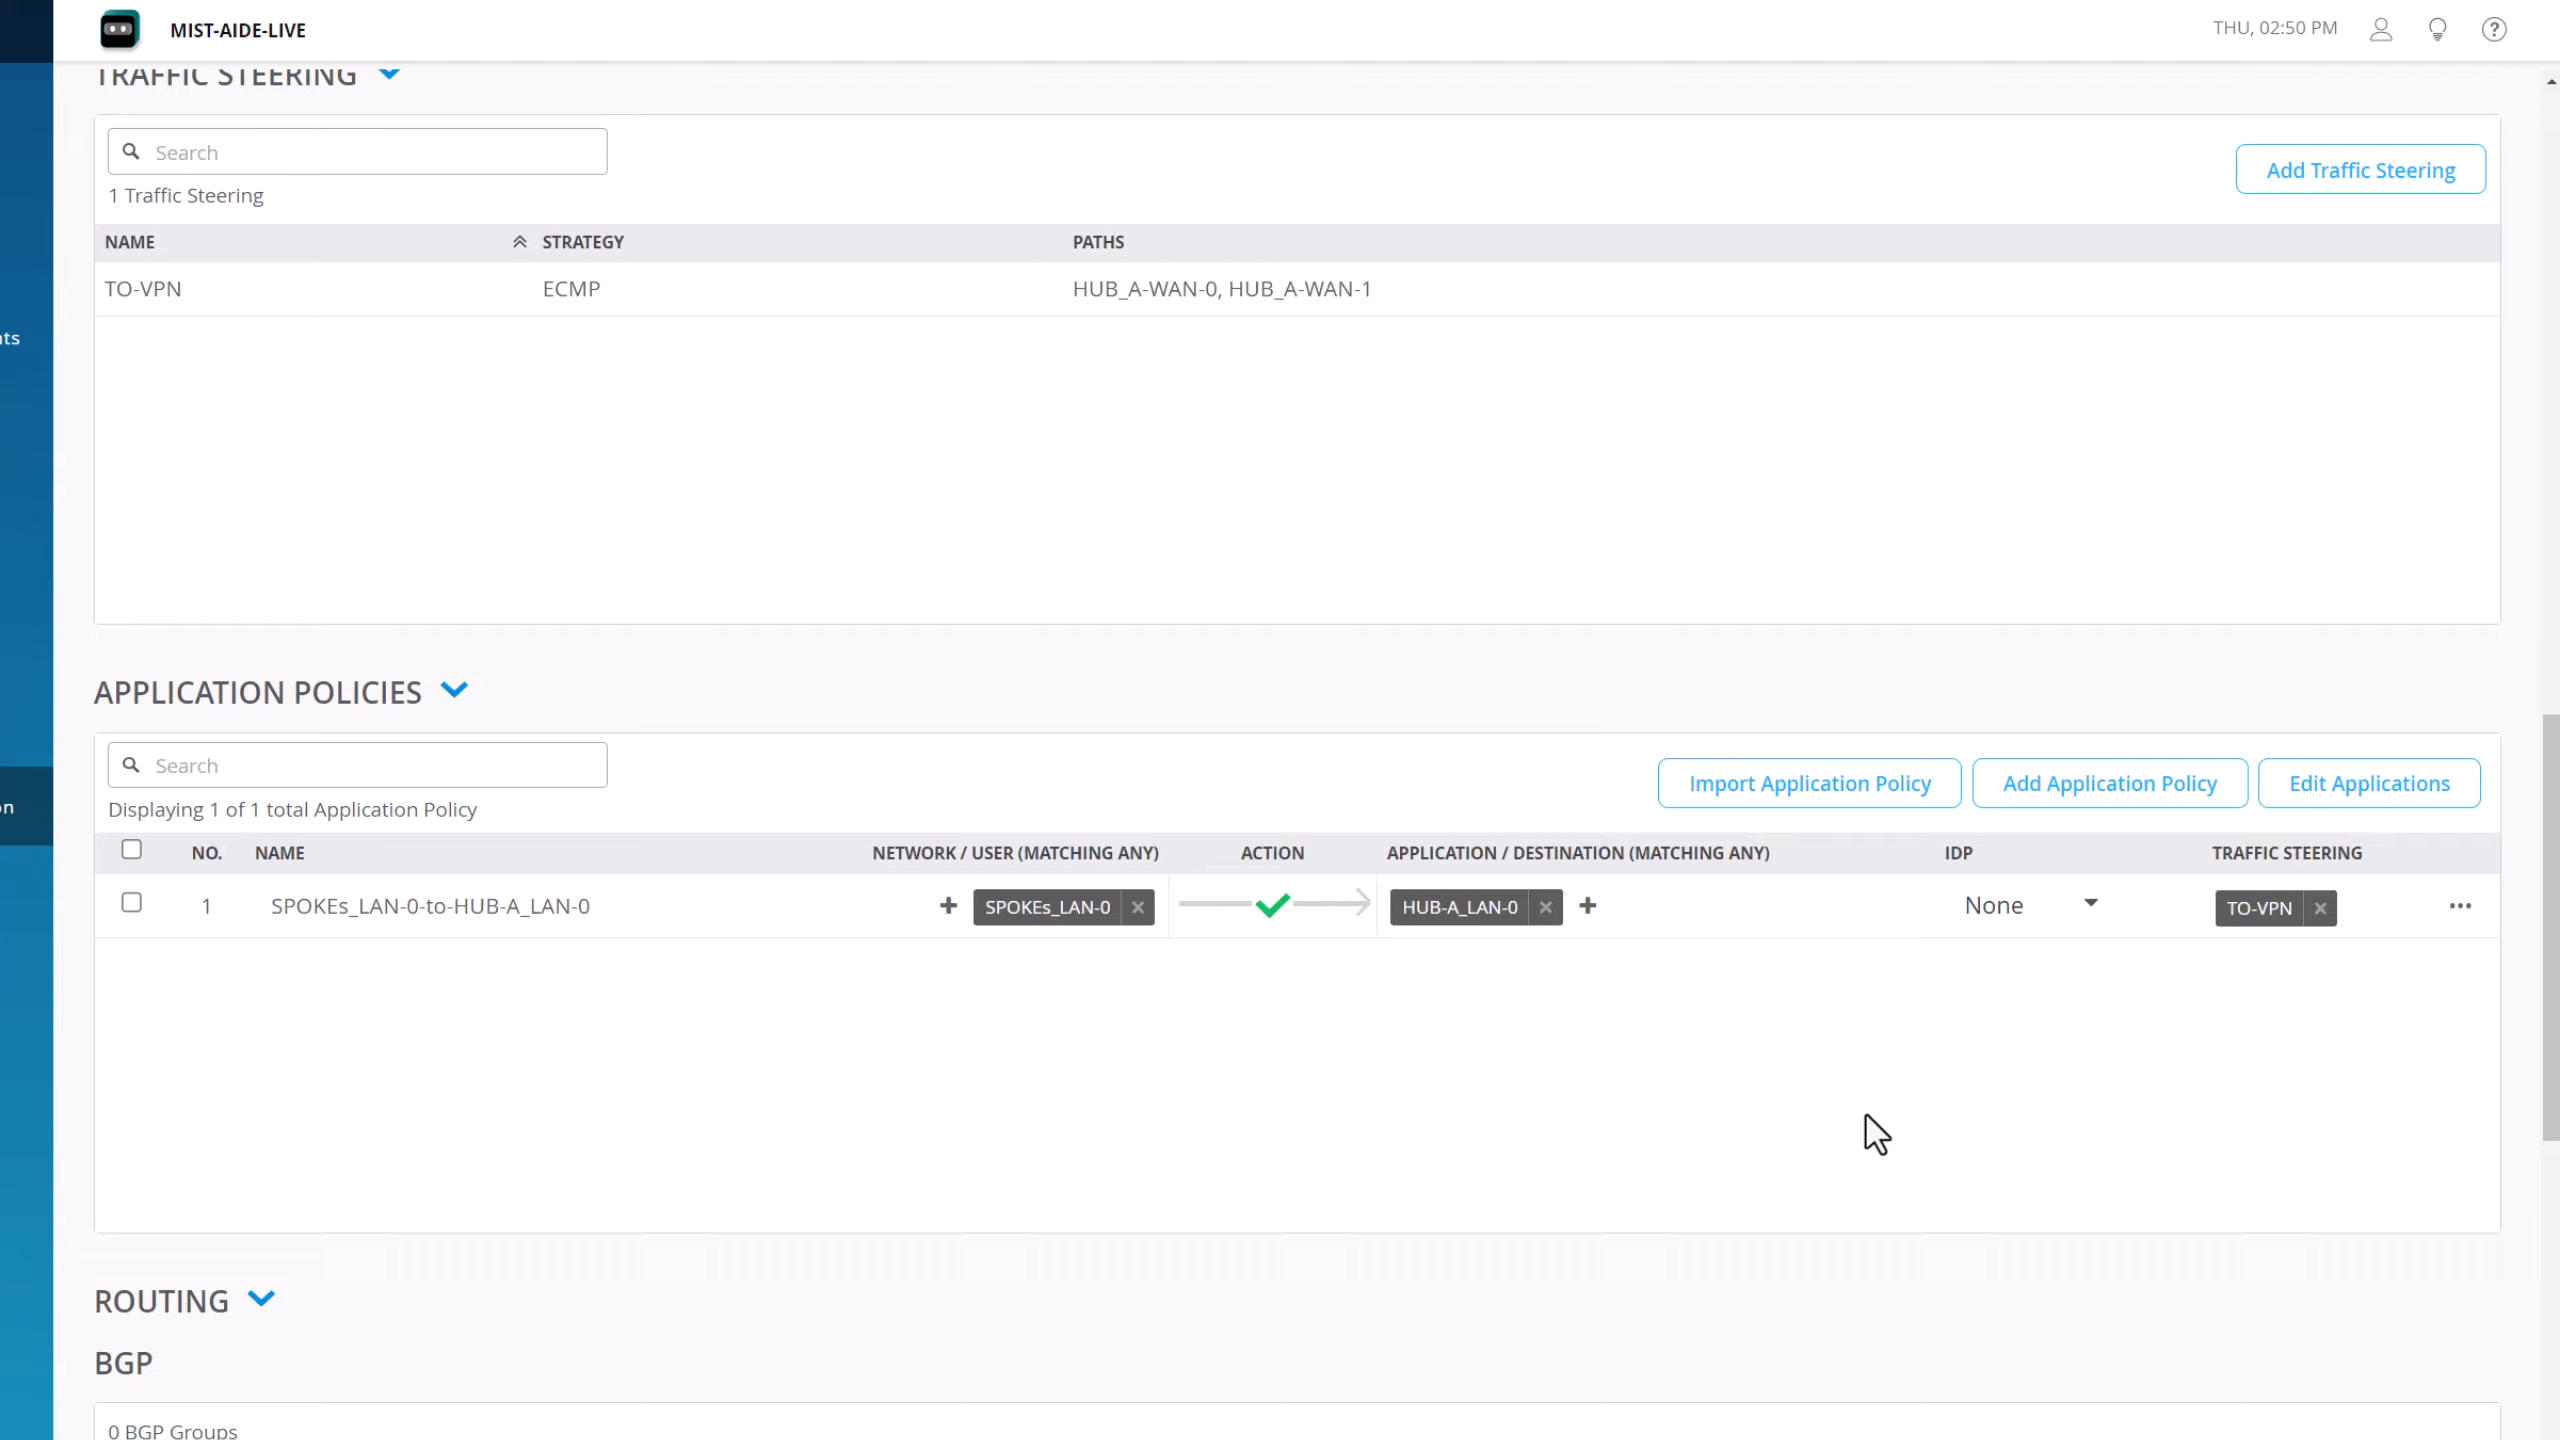 MIST-AIDE-LIVE
THU, 02:50 PM
TRAFFIC STEERING
Search
1 Traffic Steering
Add Traffic Steering
NAME STRATEGY PATHS
TO-VPN ECMP HUB_A-WAN-0, HUB_A-WAN-1
nts
APPLICATION POLICIES
Search
Displaying 1 of 1 total Application Policy
Import Application Policy Add Application Policy Edit Applications
on
NO. NAME NETWORK / USER (MATCHING ANY) ACTION APPLICATION / DESTINATION (MATCHING ANY) IDP TRAFFIC STEERING
1 SPOKEs_LAN-0-to-HUB-A_LAN-0 + SPOKEs_LAN-0 × HUB-A_LAN-0 × + None TO-VPN × ...
ROUTING
BGP
0 BGP Groups